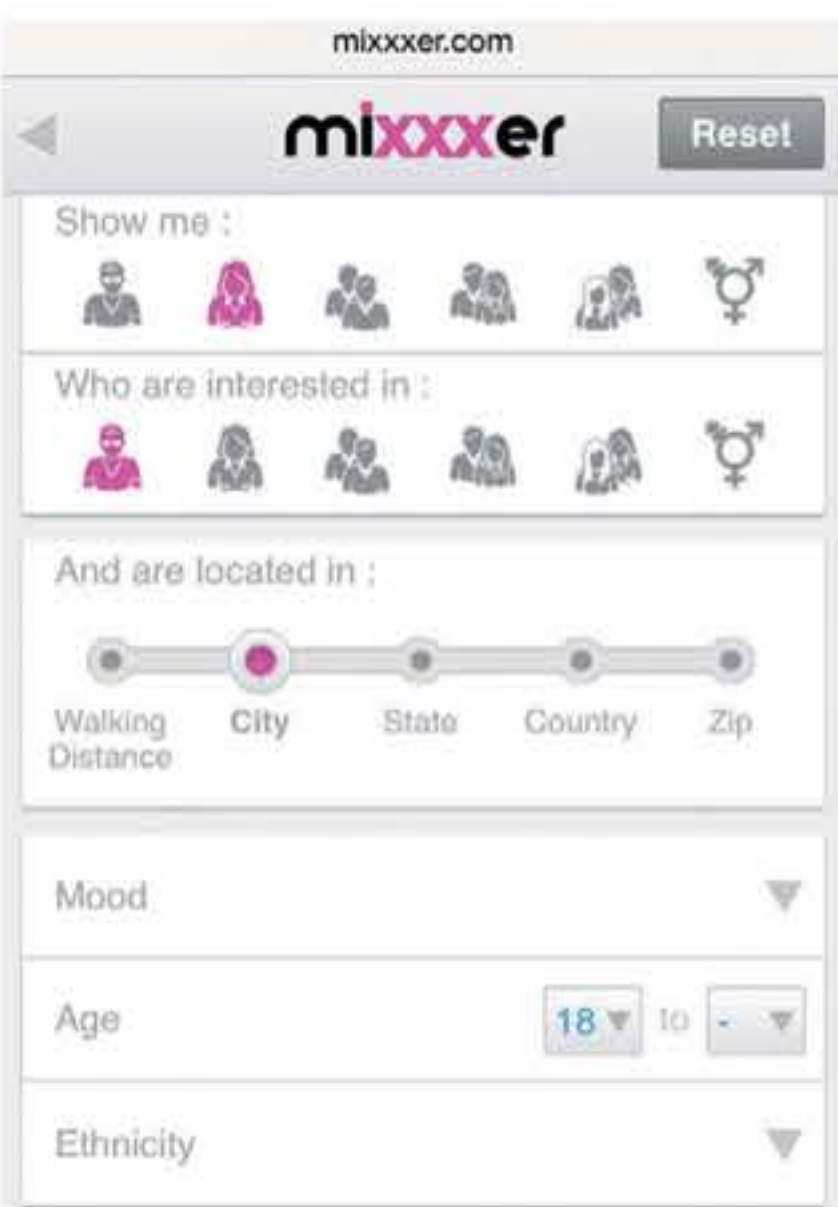 mixxxer.com
mixxxer Reset
Show me :
Who are interested in :
And are located in :
Walking Distance City State Country Zip
Mood
Age 18 to -
Ethnicity